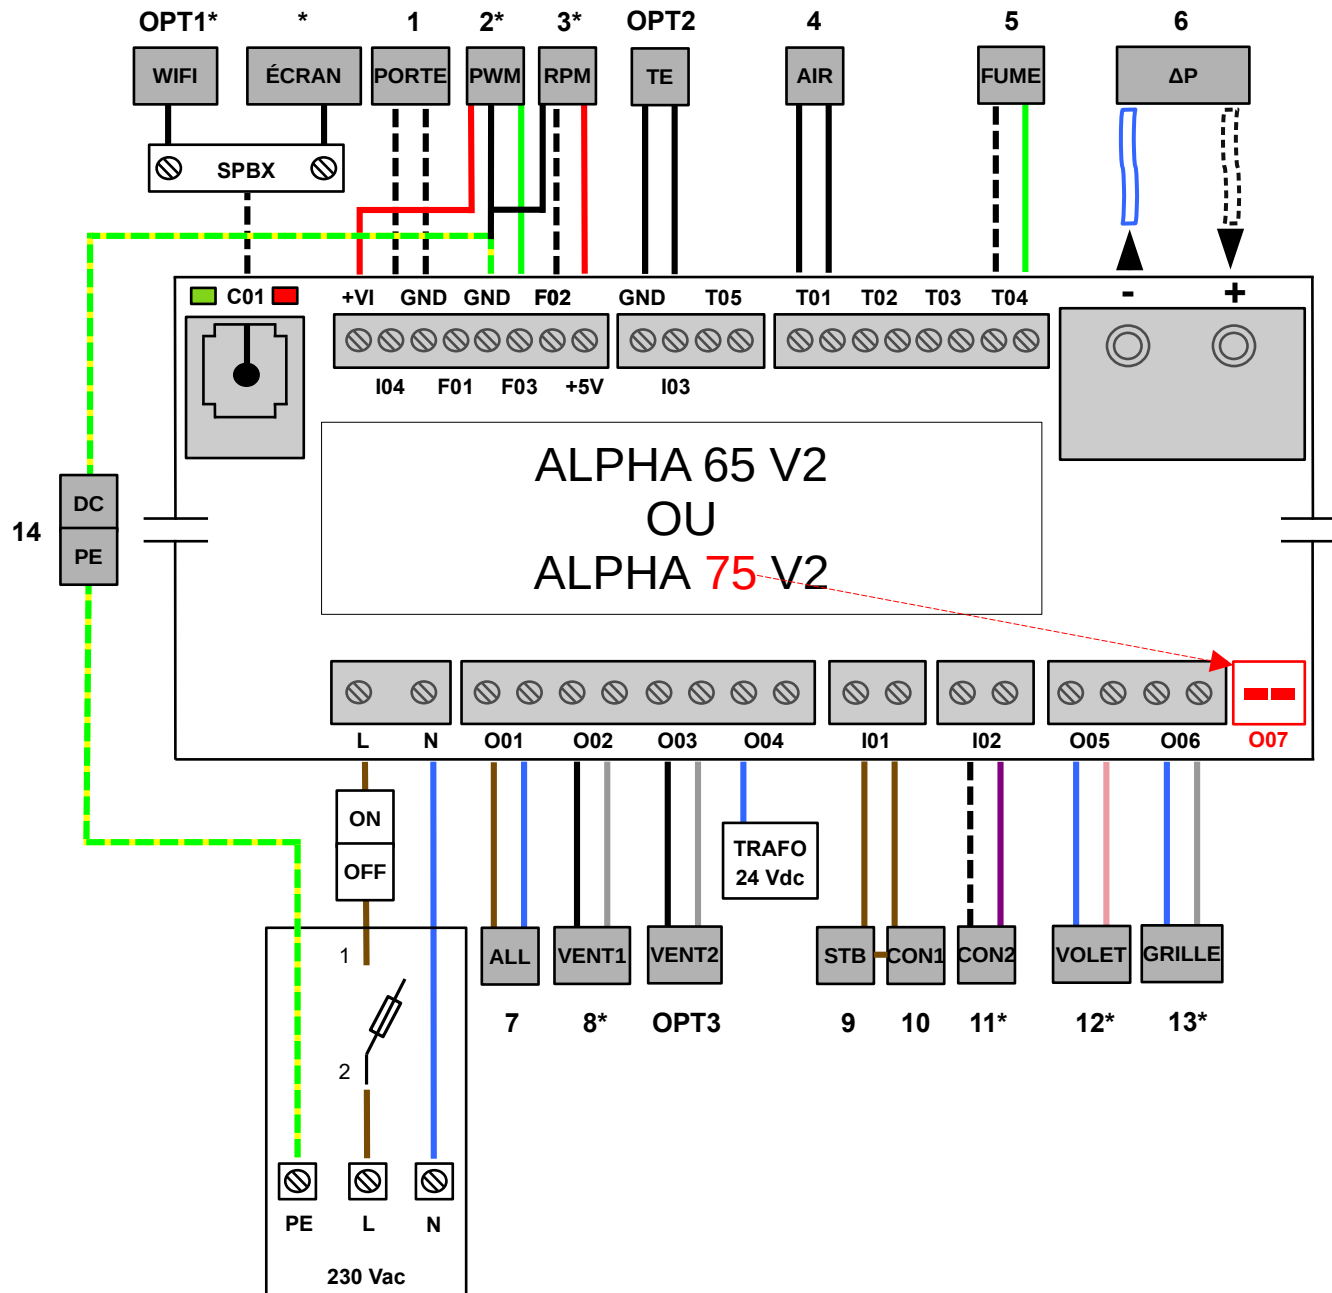 OPT1* * 1 2* 3* OPT2 4 5 6
WIFI ÉCRAN PORTE PWM RPM TE AIR FUME ΔP
SPBX
C01 +VI GND GND F02 GND T05 T01 T02 T03 T04 - +
I04 F01 F03 +5V I03
ALPHA 65 V2
OU
ALPHA 75 V2
14
DC
PE
L N O01 O02 O03 O04 I01 I02 O05 O06 O07
ON
OFF
TRAFO
24 Vdc
ALL VENT1 VENT2 STB CON1 CON2 VOLET GRILLE
7 8* OPT3 9 10 11* 12* 13*
1
2
PE L N
230 Vac